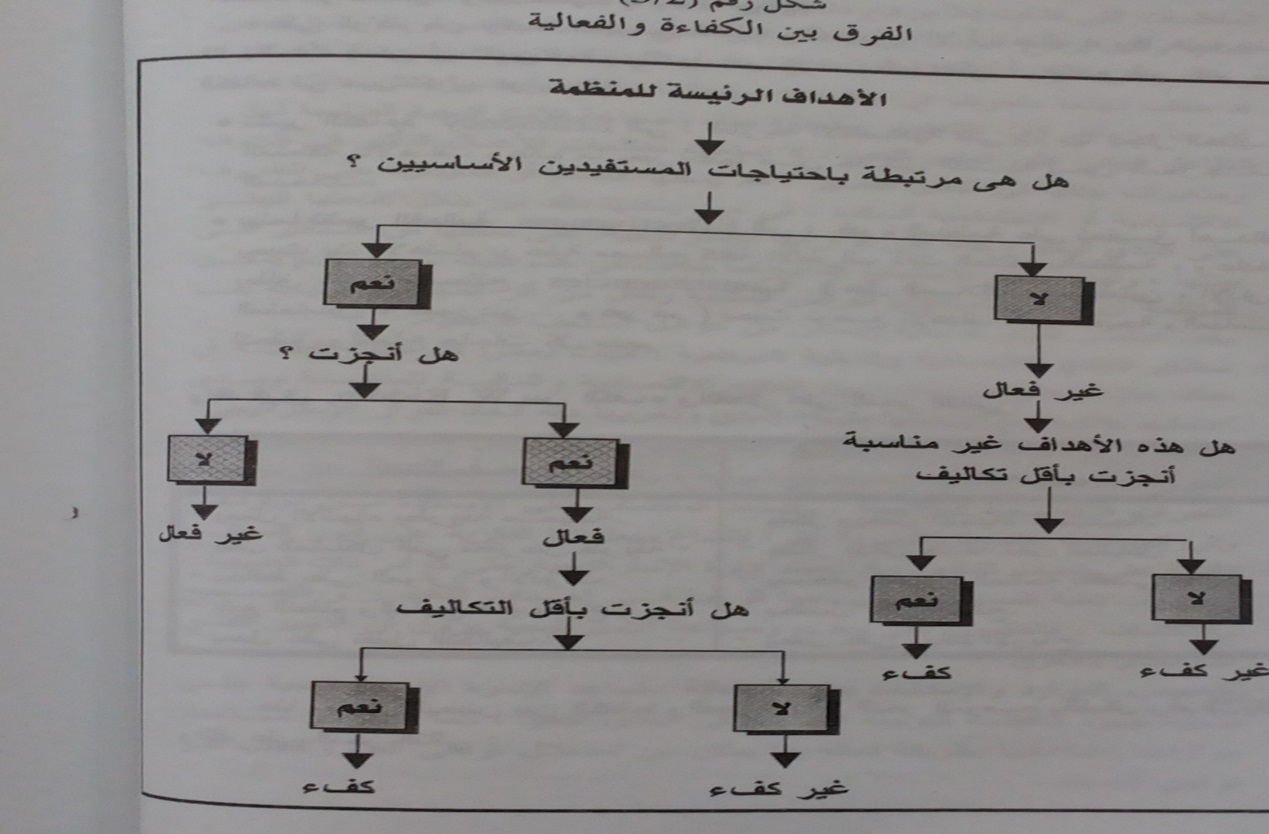 شكل رقم
الفرق بين الكفاءة والفعالية
الأهداف الرئيسة للمنظمة
هل هى مرتبطة باحتياجات المستفيدين الأساسيين ؟
لا
نعم
هل أنجزت ؟
غير فعال
هل هذه الأهداف غير مناسبة
أنجزت بأقل تكاليف
نعم
لا
فعال
غير فعال
لا
نعم
هل أنجزت بأقل التكاليف
غير كفء
كفء
لا
نعم
غير كفء
كفء